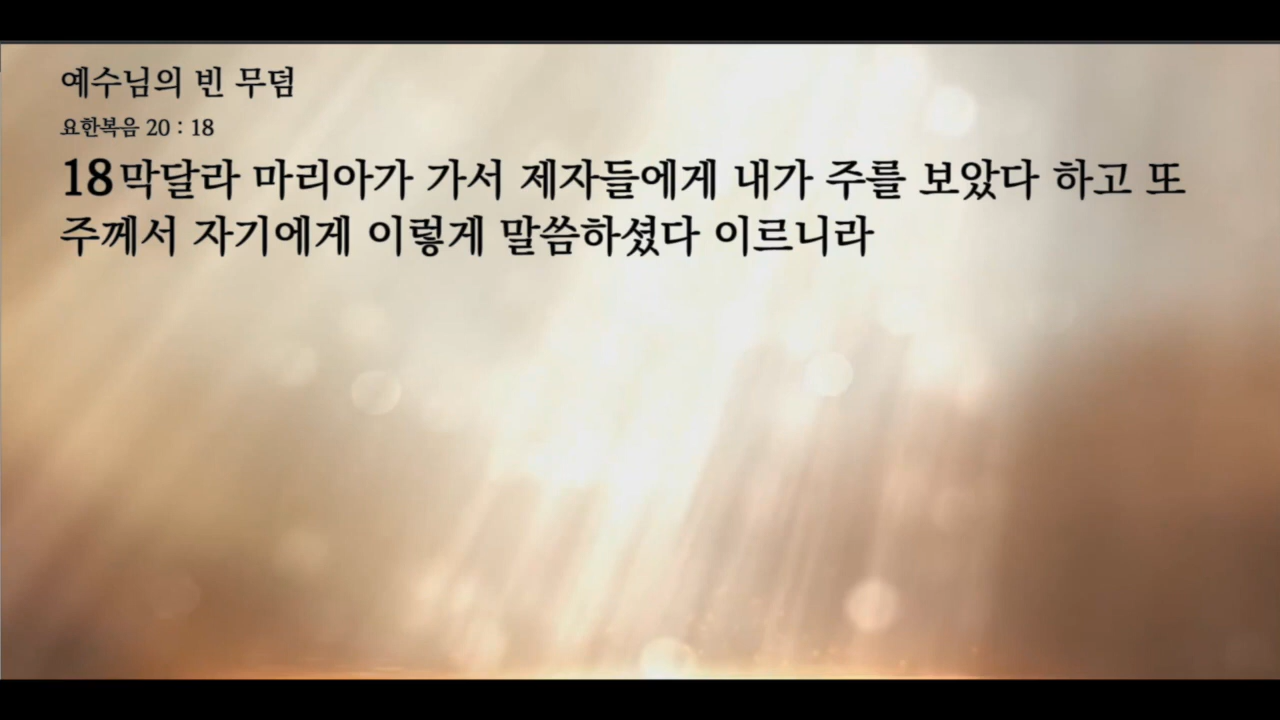 예수님의 빈 무덤
요한복음 20 : 18
18막달라 마리아가 가서 제자들에게 내가 주를 보았다 하고 또
주께서 자기에게 이렇게 말씀하셨다 이르니라